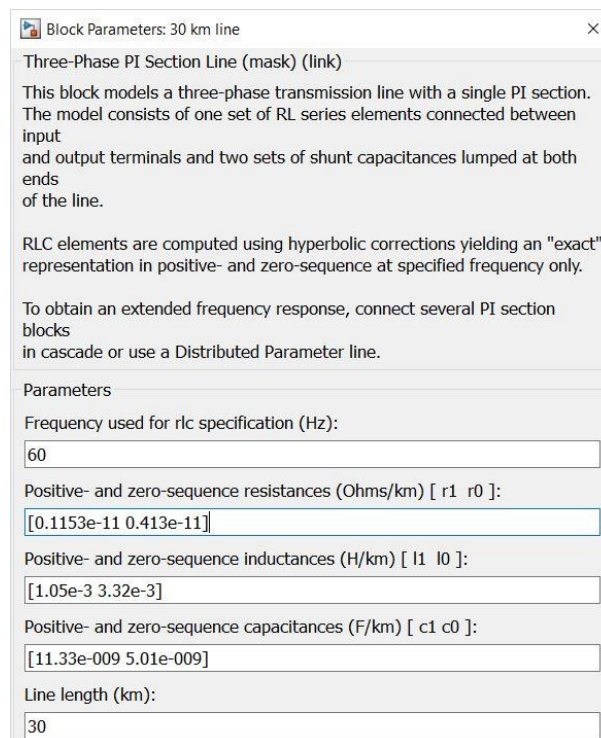 Block Parameters: 30 km line
Three-Phase PI Section Line (mask) (link)
This block models a three-phase transmission line with a single PI section.
The model consists of one set of RL series elements connected between
input
and output terminals and two sets of shunt capacitances lumped at both
ends
of the line.
RLC elements are computed using hyperbolic corrections yielding an "exact"
representation in positive- and zero-sequence at specified frequency only.
To obtain an extended frequency response, connect several PI section
blocks
in cascade or use a Distributed Parameter line.
Parameters
Frequency used for rlc specification (Hz):
60
Positive- and zero-sequence resistances (Ohms/km) [ r1  r0 ]:
[0.1153e-11 0.413e-11]
Positive- and zero-sequence inductances (H/km) [ l1  l0 ]:
[1.05e-3 3.32e-3]
Positive- and zero-sequence capacitances (F/km) [ c1 c0 ]:
[11.33e-009 5.01e-009]
Line length (km):
30